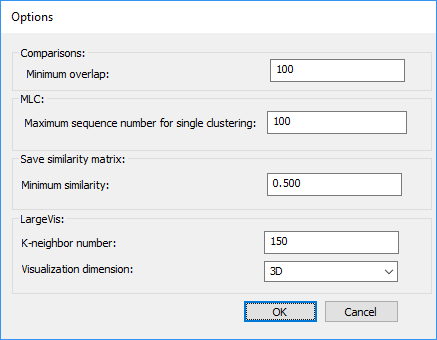 Options
Comparisons:
Minimum overlap: 100
MLC:
Maximum sequence number for single clustering: 100
Save similarity matrix:
Minimum similarity: 0.500
LargeVis:
K-neighbor number: 150
Visualization dimension: 3D
OK Cancel